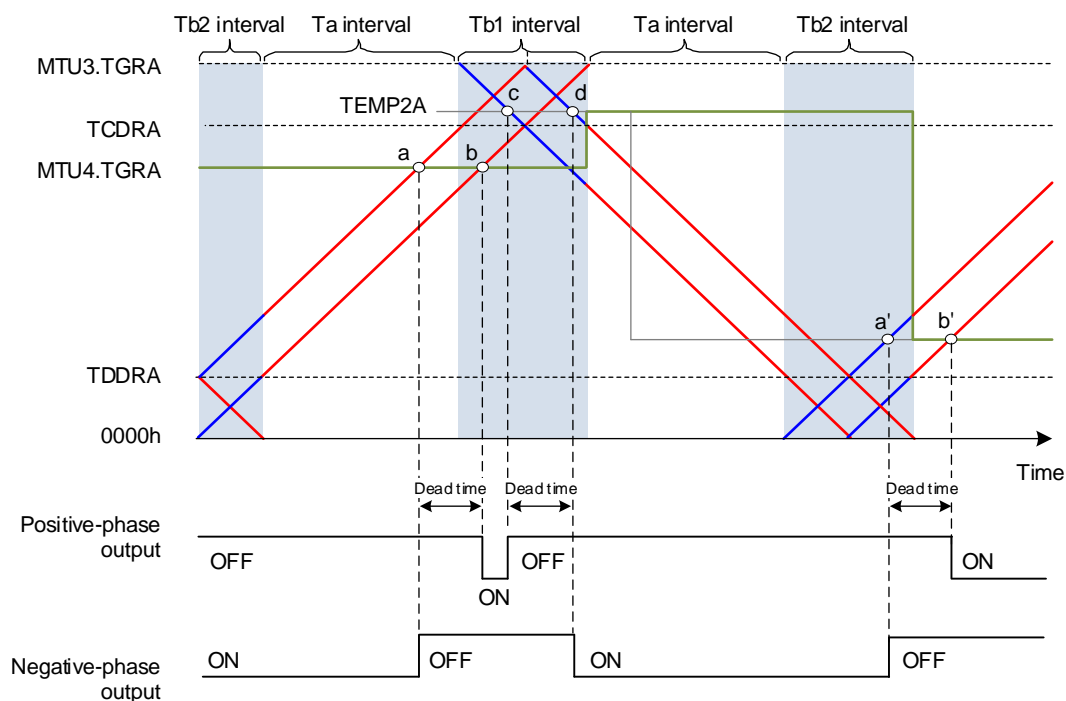 Tb2 interval Ta interval Tb1 interval Ta interval Tb2 interval
MTU3.TGRA
c d
TEMP2A
TCDRA
a b
MTU4.TGRA
a' b'
TDDRA
0000h
Time
Dead time Dead time Dead time
Positive-phase
output
OFF OFF ON
ON
Negative-phase
output
ON OFF ON OFF